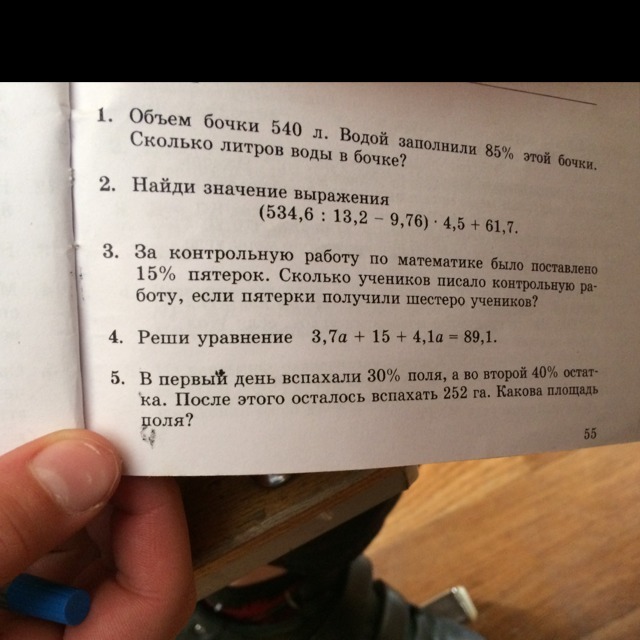 1. Объем бочки 540 л. Водой заполнили 85% этой бочки.
Сколько литров воды в бочке?
2. Найди значение выражения
(534,6 : 13,2 – 9,76) · 4,5 + 61,7.
3. За контрольную работу по математике было поставлено
15% пятерок. Сколько учеников писало контрольную ра-
боту, если пятерки получили шестеро учеников?
4. Реши уравнение 3,7a + 15 + 4,1a = 89,1.
5. В первый день вспахали 30% поля, а во второй 40% остат-
ка. После этого осталось вспахать 252 га. Какова площадь
поля?
55